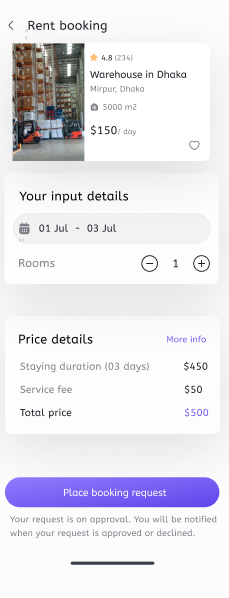 Rent booking
4.8 (234)
Warehouse in Dhaka
Mirpur, Dhaka
5000 m2
$150/ day
Your input details
01 Jul - 03 Jul
Rooms
1
Price details More info
Staying duration (03 days) $450
Service fee $50
Total price $500
Place booking request
Your request is on approval. You will be notified
when your request is approved or declined.